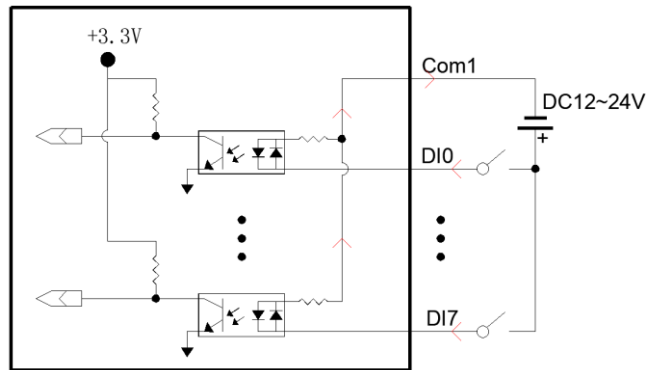 +3.3V
Com1
DC12~24V
+
DI0
DI7